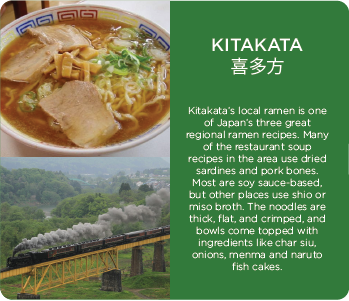 KITAKATA
喜多方
Kitakata's local ramen is one
of Japan's three great
regional ramen recipes. Many
of the restaurant soup
recipes in the area use dried
sardines and pork bones.
Most are soy sauce-based,
but other places use shio or
miso broth. The noodles are
thick, flat, and crimped, and
bowls come topped with
ingredients like char siu,
onions, menma and naruto
fish cakes.